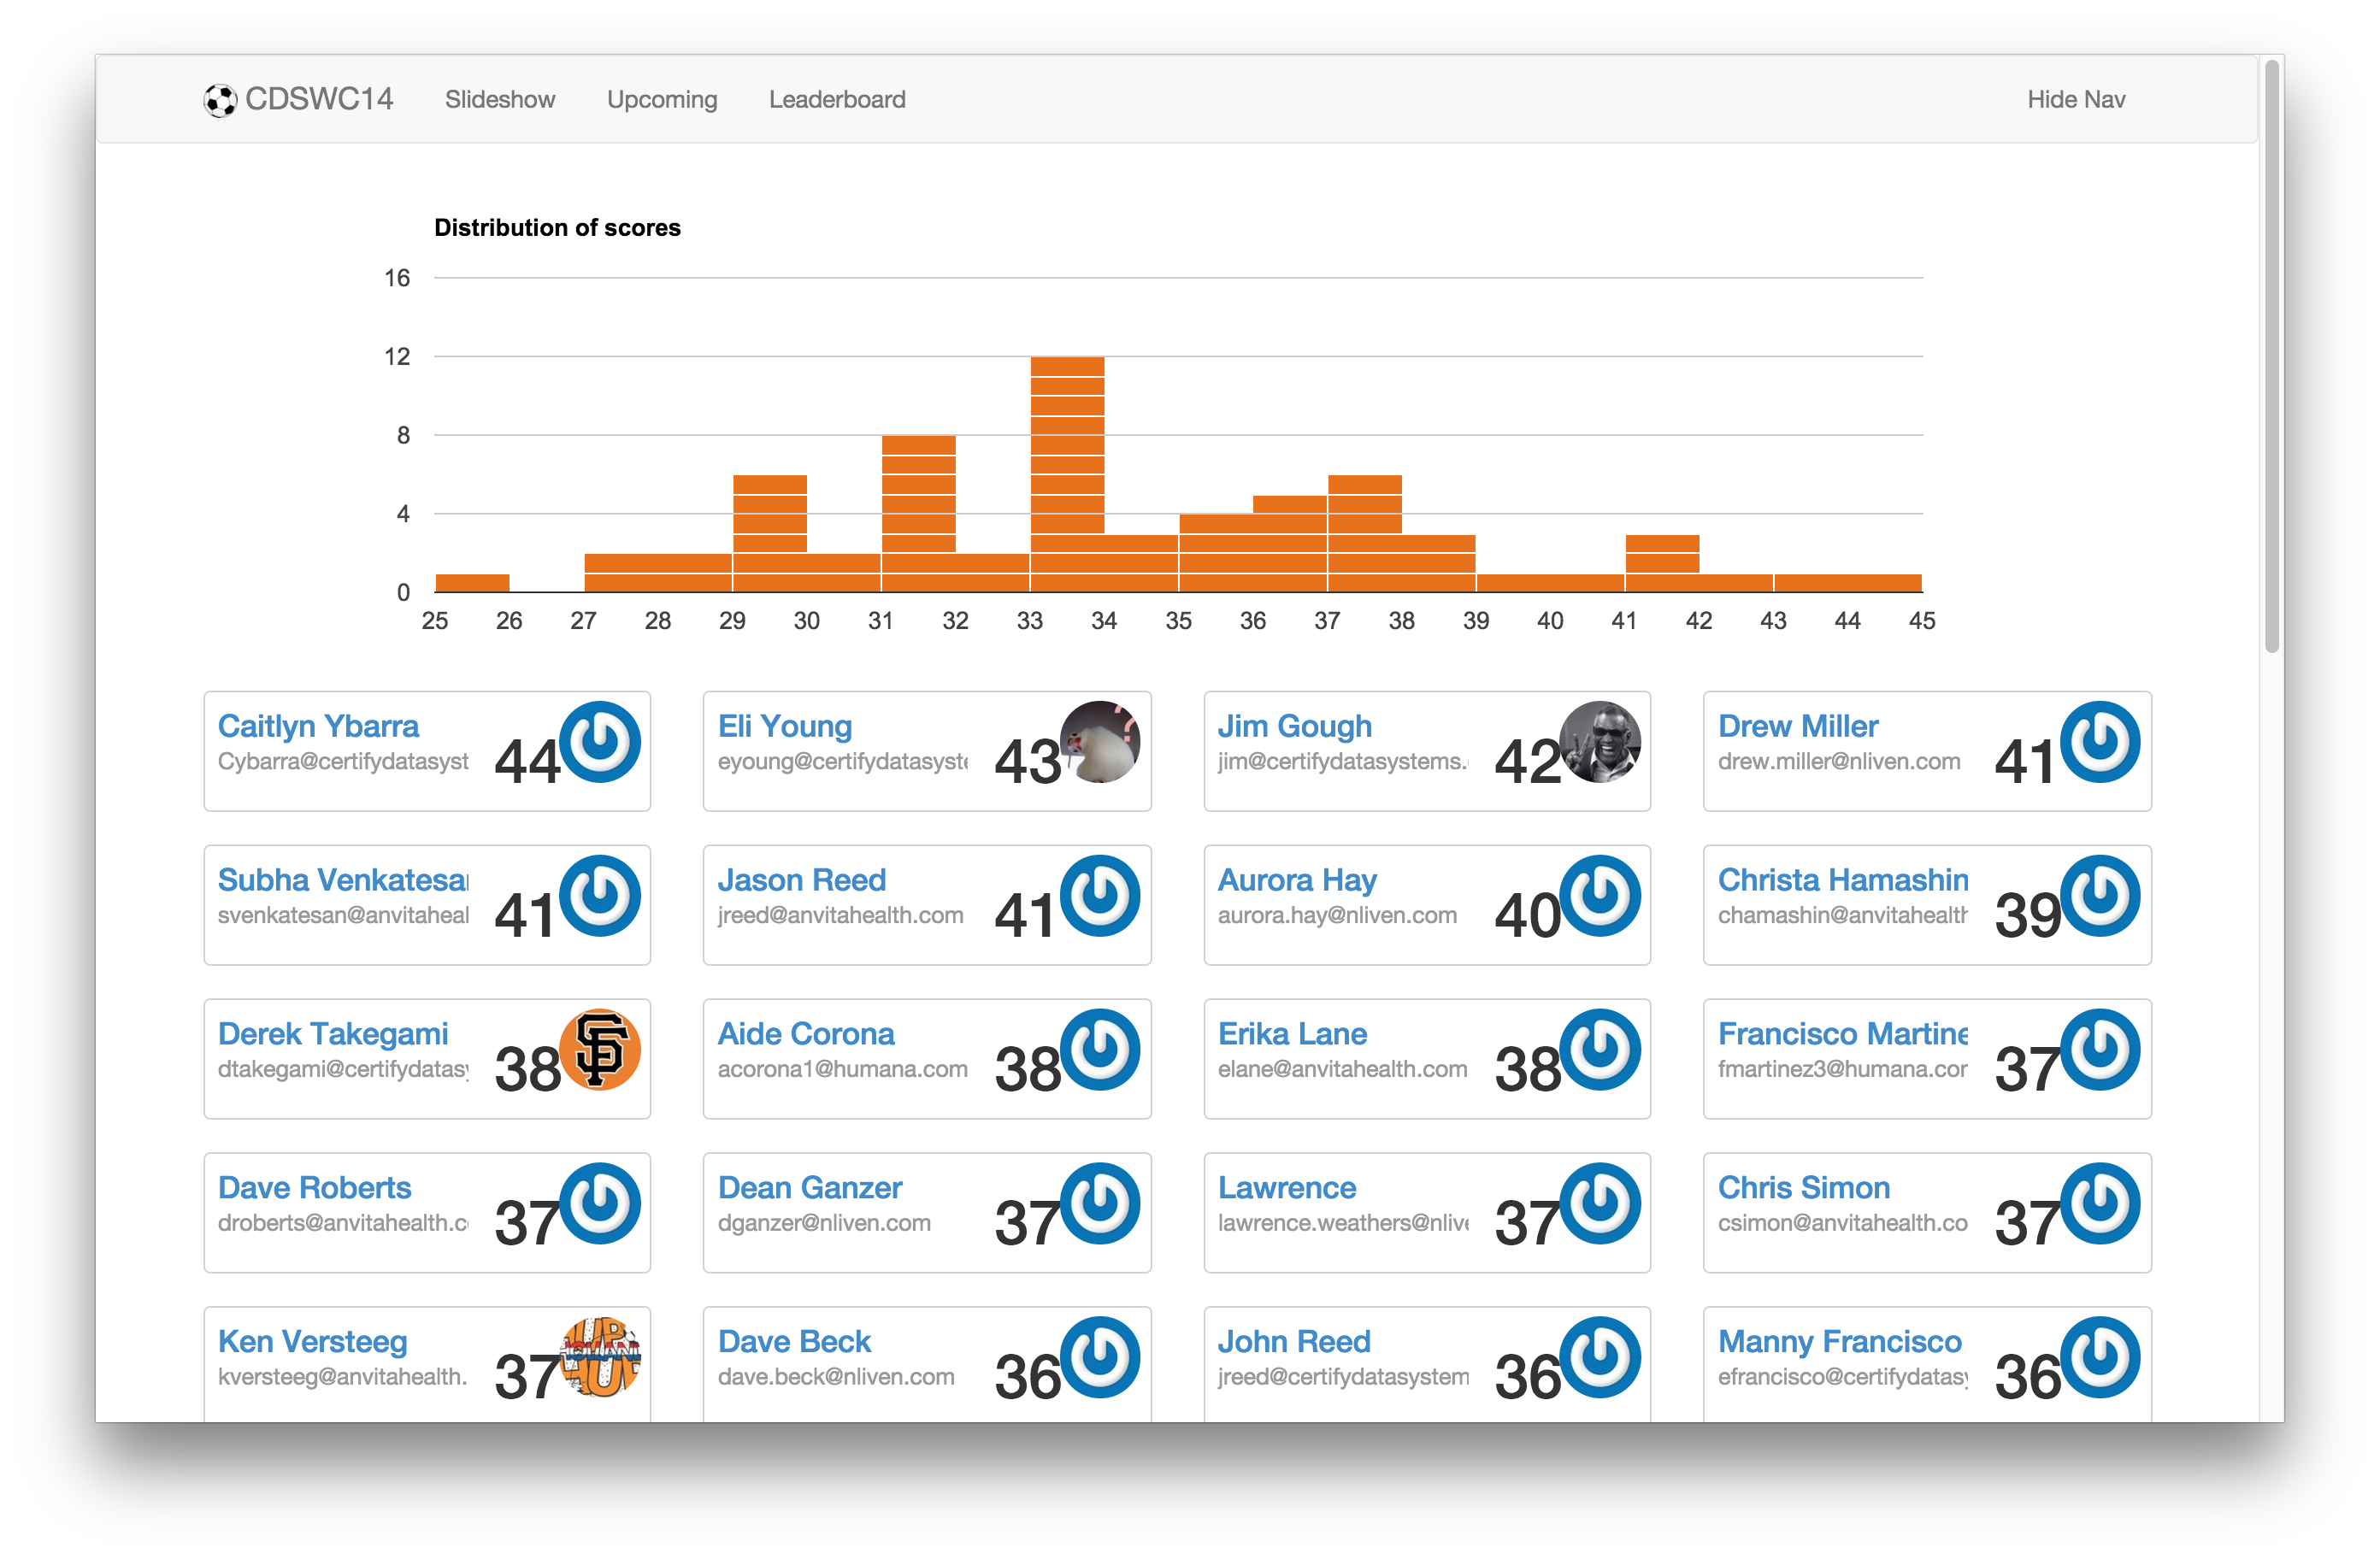 CDSWC14 Slideshow Upcoming Leaderboard Hide Nav
Distribution of scores
16
12
8
4
0
25 26 27 28 29 30 31 32 33 34 35 36 37 38 39 40 41 42 43 44 45
Caitlyn Ybarra
Cybarra@certifydatasyst
44
Eli Young
eyoung@certifydatasyste
43
?
Jim Gough
jim@certifydatasystems.
42
Drew Miller
drew.miller@nliven.com
41
Subha Venkatesan
svenkatesan@anvitaheal
41
Jason Reed
jreed@anvitahealth.com
41
Aurora Hay
aurora.hay@nliven.com
40
Christa Hamashin
chamashin@anvitahealth
39
Derek Takegami
dtakegami@certifydatasy
38
SF
Aide Corona
acorona1@humana.com
38
Erika Lane
elane@anvitahealth.com
38
Francisco Martine
fmartinez3@humana.com
37
Dave Roberts
droberts@anvitahealth.c
37
Dean Ganzer
dganzer@nliven.com
37
Lawrence
lawrence.weathers@nlive
37
Chris Simon
csimon@anvitahealth.co
37
Ken Versteeg
kversteeg@anvitahealth.
37
Dave Beck
dave.beck@nliven.com
36
John Reed
jreed@certifydatasystem
36
Manny Francisco
efrancisco@certifydatasy
36